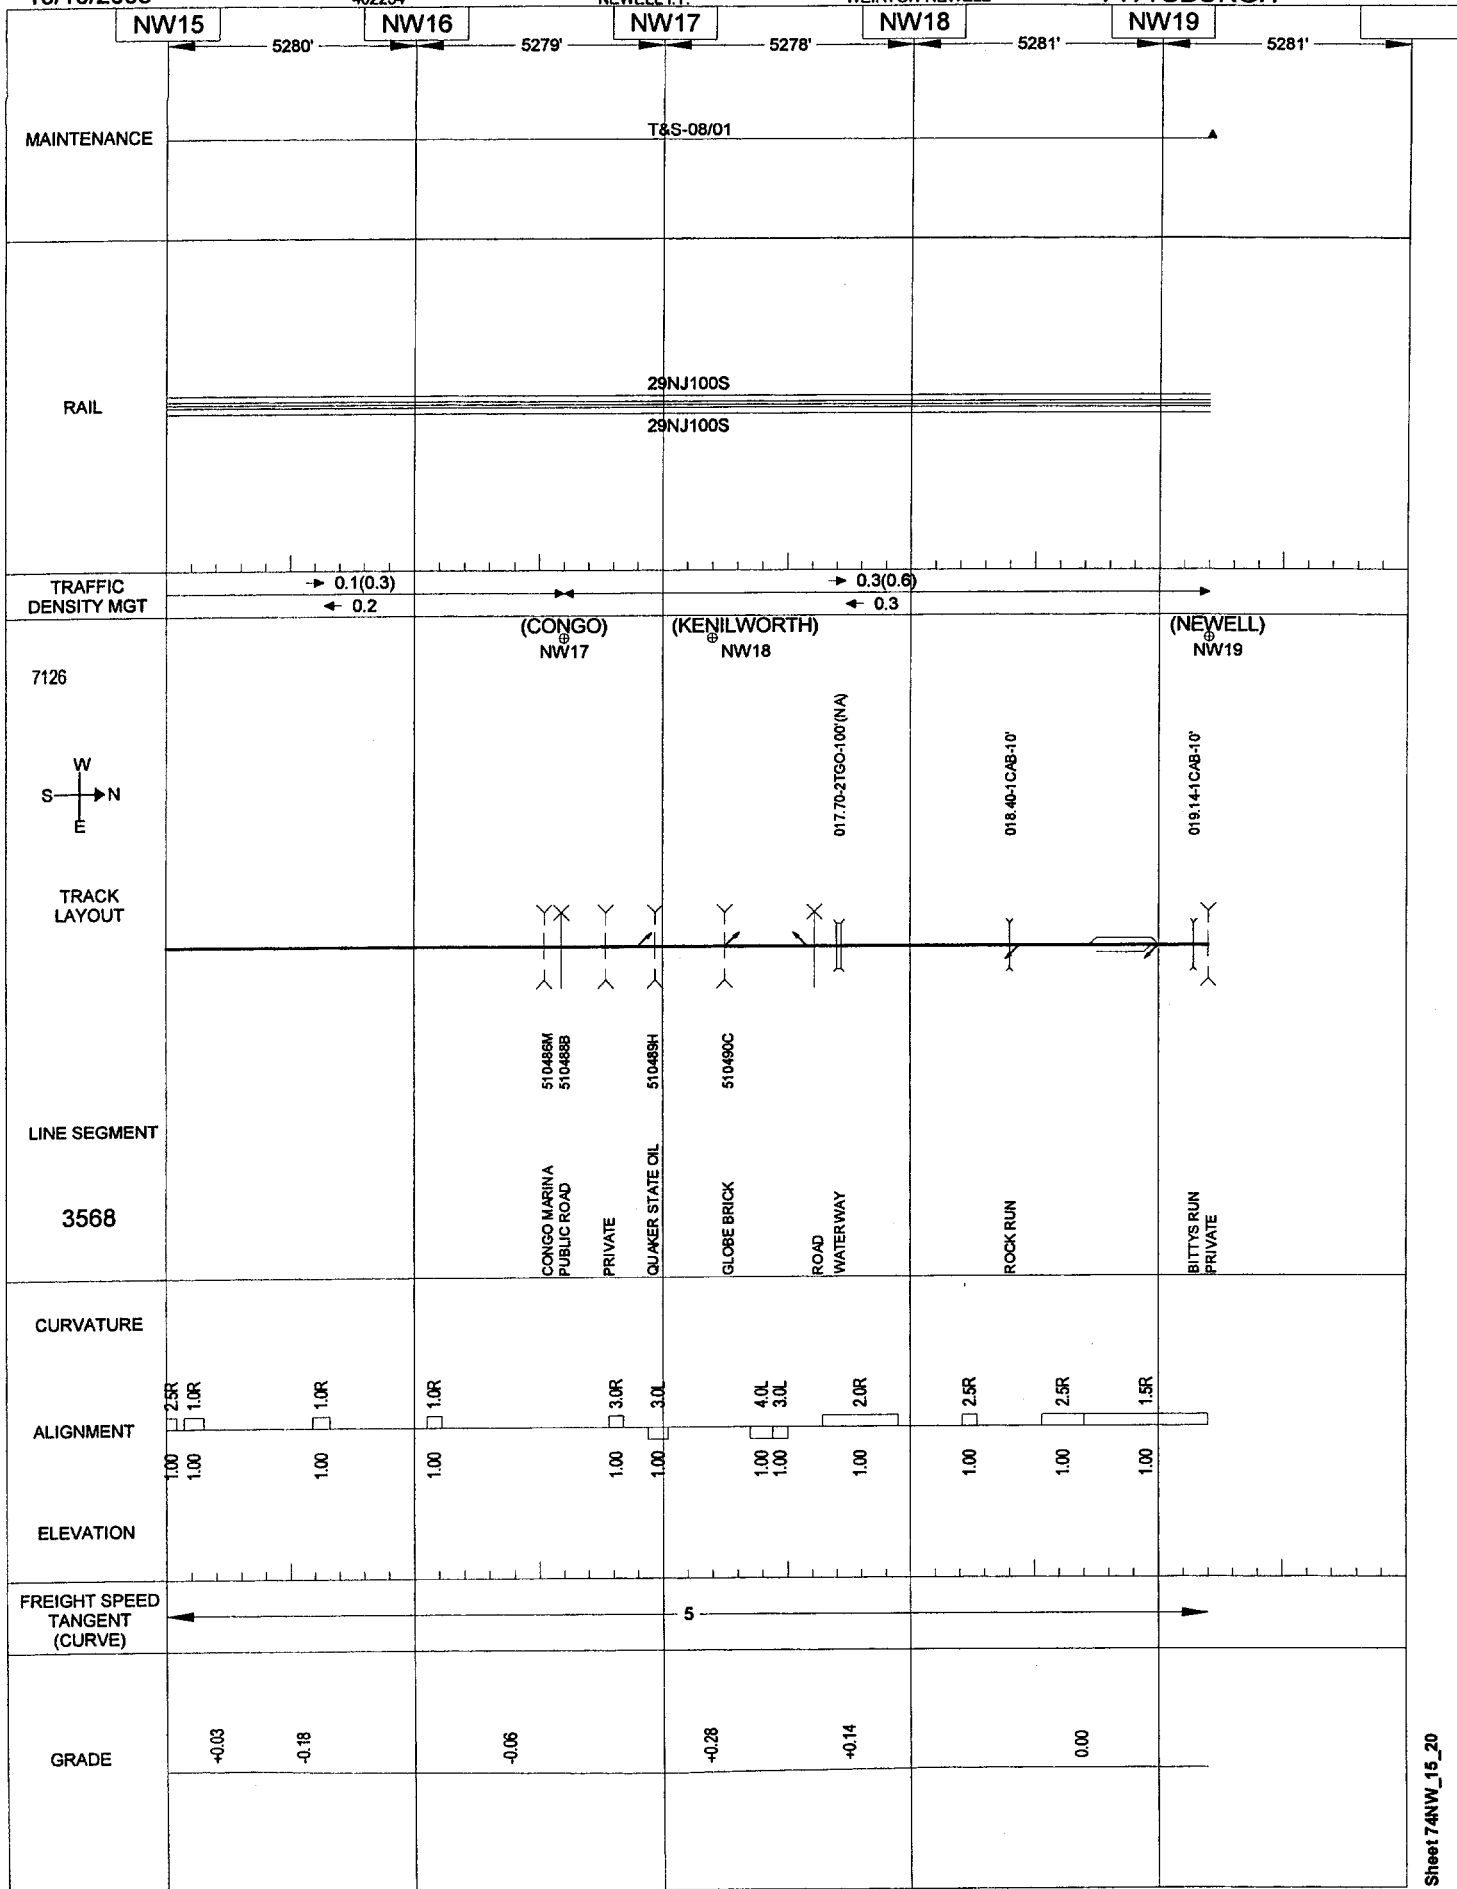 NW15 NW16 NW17 NW18 NW19
5280' 5279' 5278' 5281' 5281'
MAINTENANCE
T&S-08/01
RAIL
29NJ100S
29NJ100S
TRAFFIC
DENSITY MGT
0.1(0.3)
0.2
0.3(0.6)
0.3
(CONGO)
NW17
(KENILWORTH)
NW18
(NEWELL)
NW19
7126
W
S N
E
017.70-2TGO-100'(NA)
018.40-1CAB-10'
019.14-1CAB-10'
TRACK
LAYOUT
510486M
510488B
510489H
510490C
LINE SEGMENT
3568
CONGO MARINA
PUBLIC ROAD
PRIVATE
QUAKER STATE OIL
GLOBE BRICK
ROAD
WATERWAY
ROCK RUN
BITTYS RUN
PRIVATE
CURVATURE
2.5R 1.0R 1.0R 1.0R 3.0R 3.0L 4.0L 3.0L 2.0R 2.5R 2.5R 1.5R
ALIGNMENT
1.00 1.00 1.00 1.00 1.00 1.00 1.00 1.00 1.00 1.00 1.00 1.00
ELEVATION
FREIGHT SPEED
TANGENT
(CURVE)
5
GRADE
+0.03 -0.18 -0.06 +0.28 +0.14 0.00
Sheet 74NW_15_20